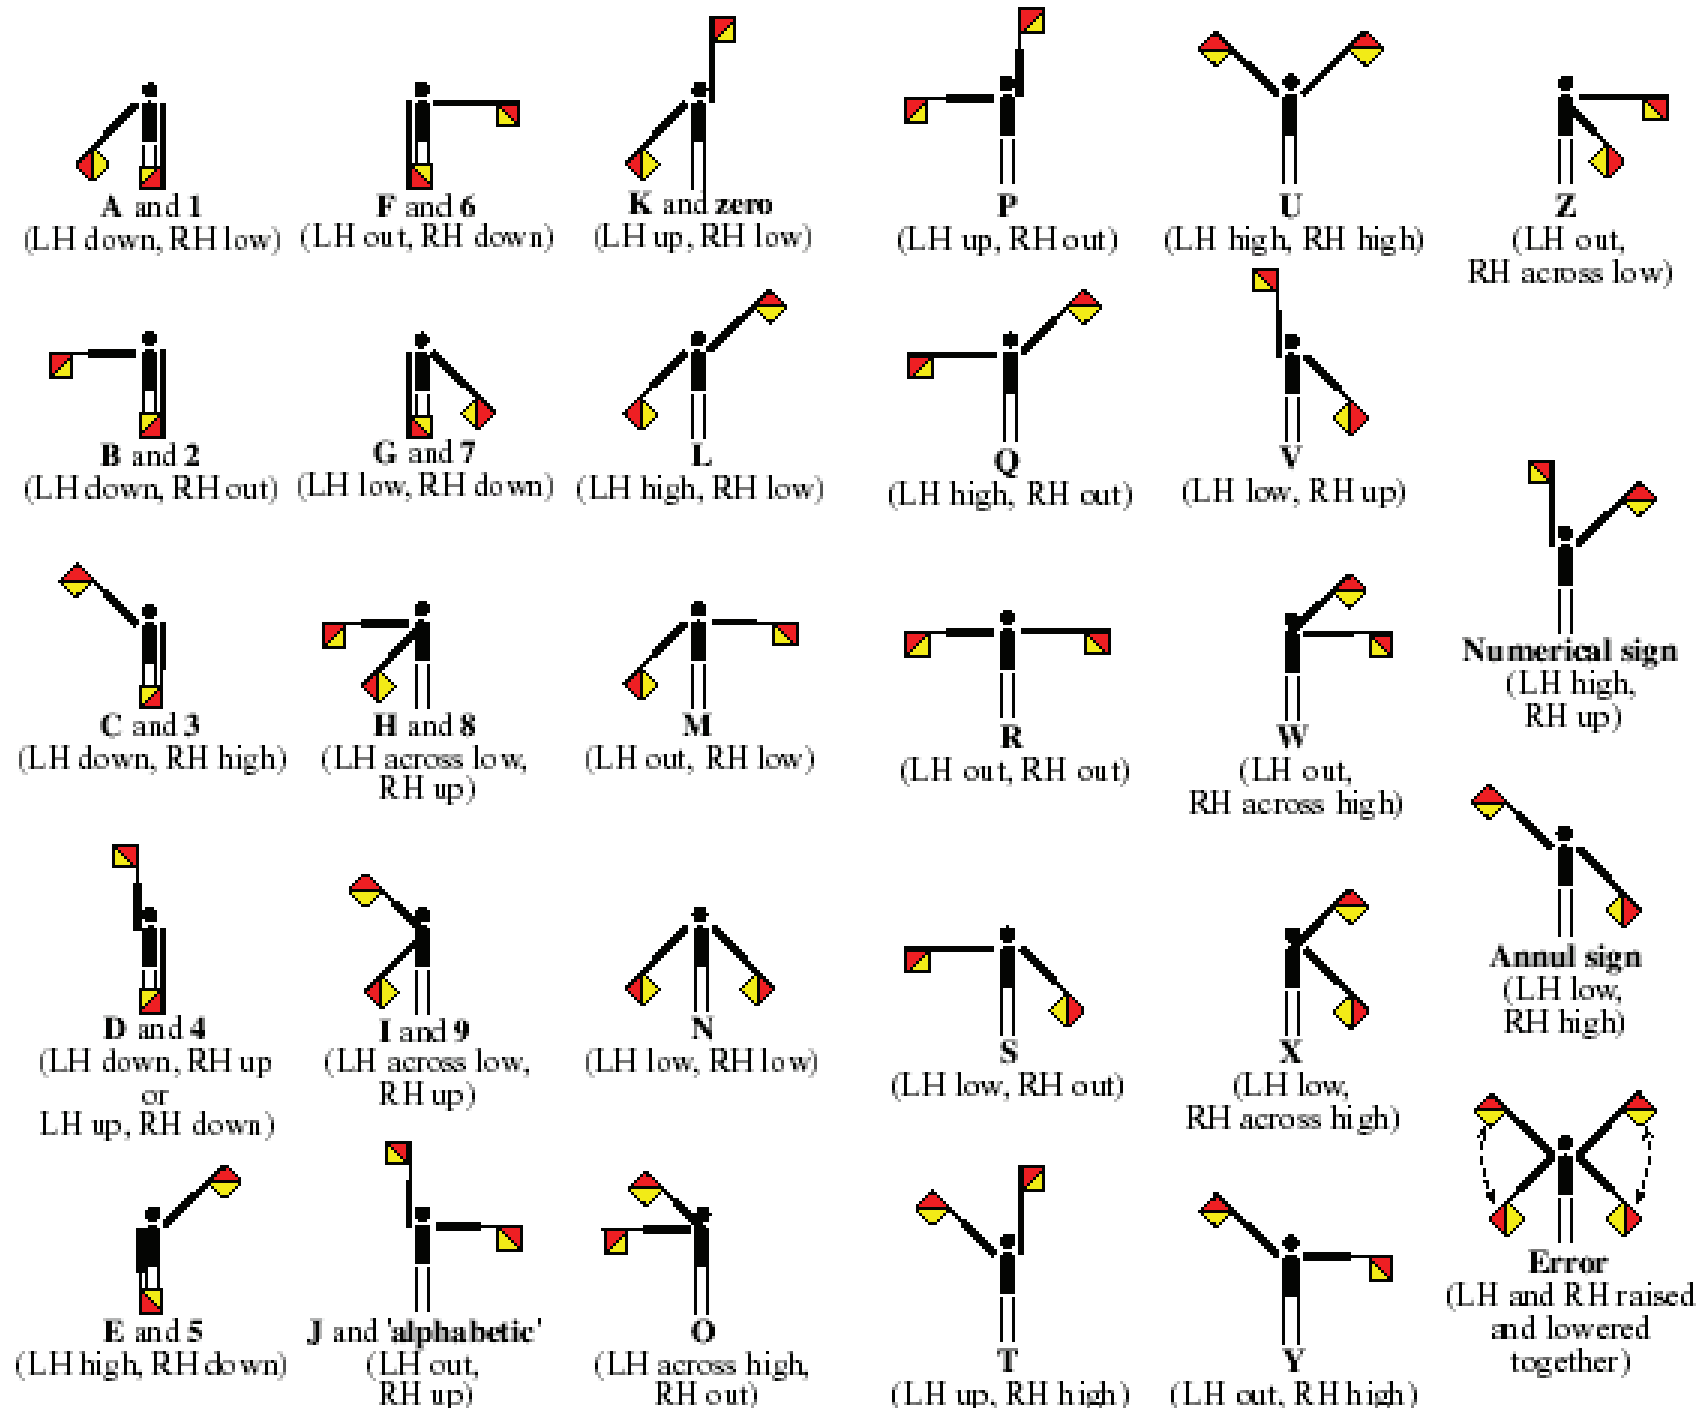 A and 1
(LH down, RH low)
F and 6
(LH out, RH down)
K and zero
(LH up, RH low)
P
(LH up, RH out)
U
(LH high, RH high)
Z
(LH out,
RH across low)
B and 2
(LH down, RH out)
G and 7
(LH low, RH down)
L
(LH high, RH low)
Q
(LH high, RH out)
V
(LH low, RH up)
Numerical sign
(LH high,
RH up)
C and 3
(LH down, RH high)
H and 8
(LH across low,
RH up)
M
(LH out, RH low)
R
(LH out, RH out)
W
(LH out,
RH across high)
Annul sign
(LH low,
RH high)
D and 4
(LH down, RH up
or
LH up, RH down)
I and 9
(LH across low,
RH up)
N
(LH low, RH low)
S
(LH low, RH out)
X
(LH low,
RH across high)
Error
(LH and RH raised
and lowered
together)
E and 5
(LH high, RH down)
J and 'alphabetic'
(LH out,
RH up)
O
(LH across high,
RH out)
T
(LH up, RH high)
Y
(LH out, RH high)